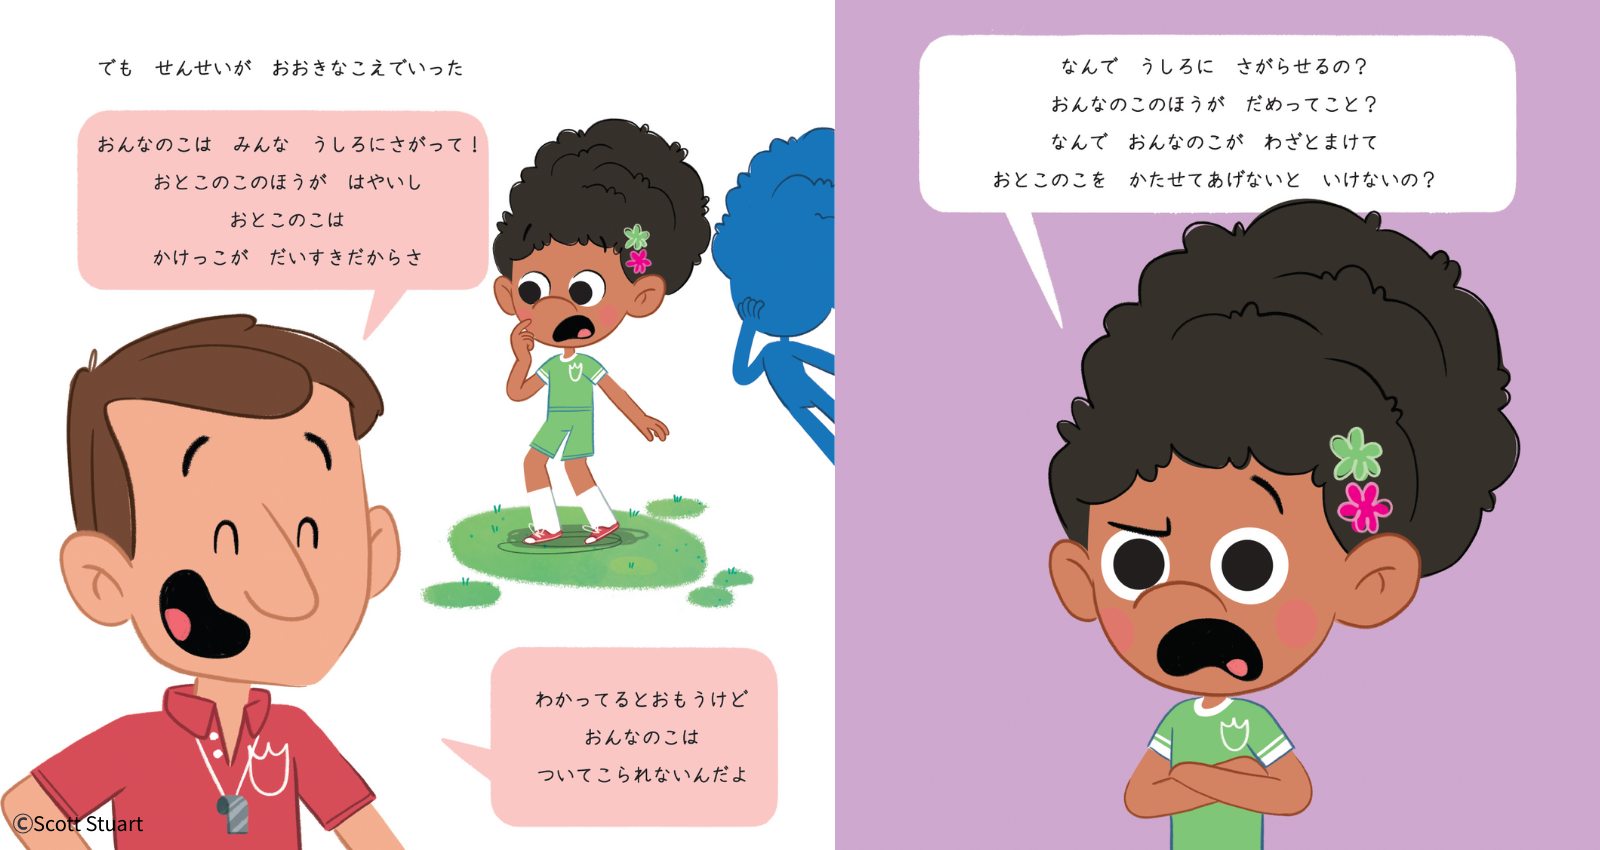 でも　せんせいが　おおきなこえでいった
おんなのこは　みんな　うしろにさがって！
おとこのこのほうが　はやいし
おとこのこは
かけっこが　だいすきだからさ
わかってるとおもうけど
おんなのこは
ついてこられないんだよ
©Scott Stuart
なんで　うしろに　さがらせるの？
おんなのこのほうが　だめってこと？
なんで　おんなのこが　わざとまけて
おとこのこを　かたせてあげないと　いけないの？